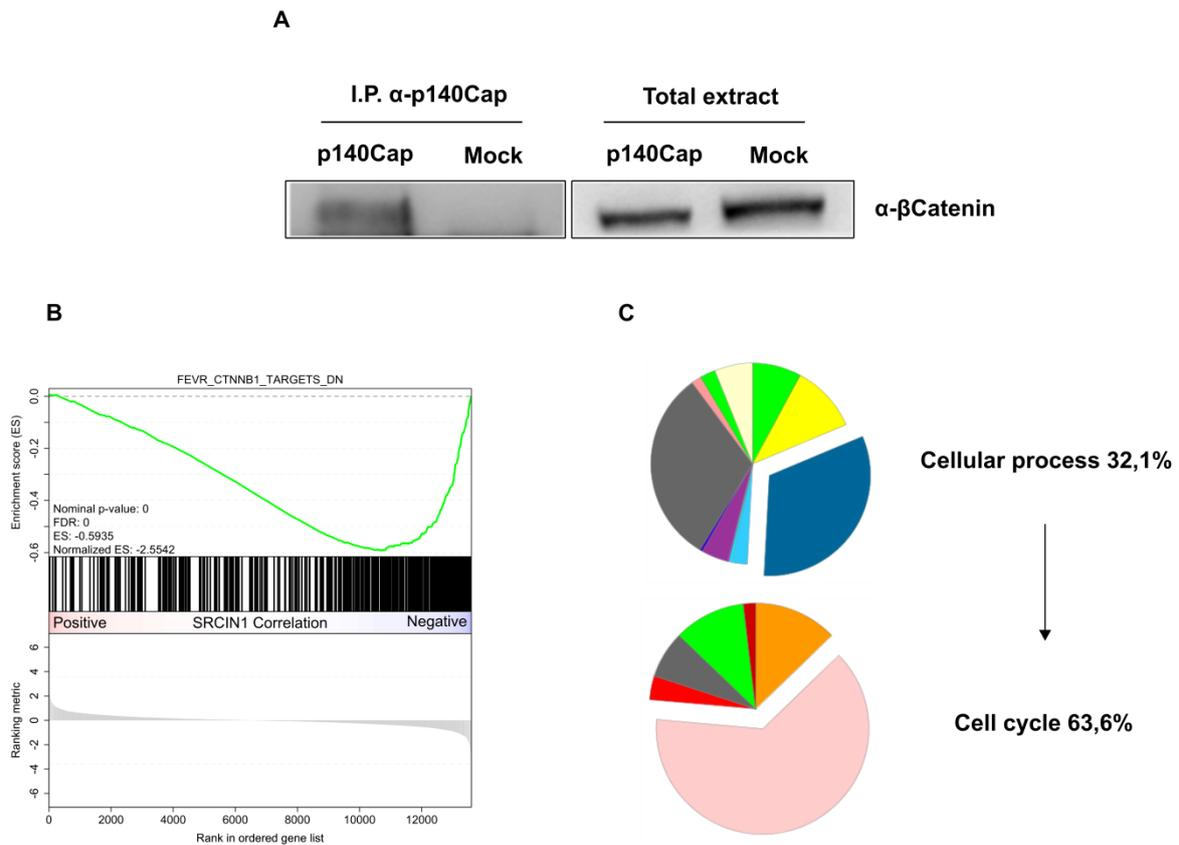 A
I.P. α-p140Cap
Total extract
p140Cap
Mock
p140Cap
Mock
α-βCatenin
B
FEVR_CTNNB1_TARGETS_DN
Enrichment score (ES)
0.0
-0.2
-0.4
-0.6
Nominal p-value: 0
FDR: 0
ES: -0.5935
Normalized ES: -2.5542
Positive
SRCIN1 Correlation
Negative
Ranking metric
6
4
2
0
-2
-4
-6
0
2000
4000
6000
8000
10000
12000
Rank in ordered gene list
C
Cellular process 32,1%
Cell cycle 63,6%